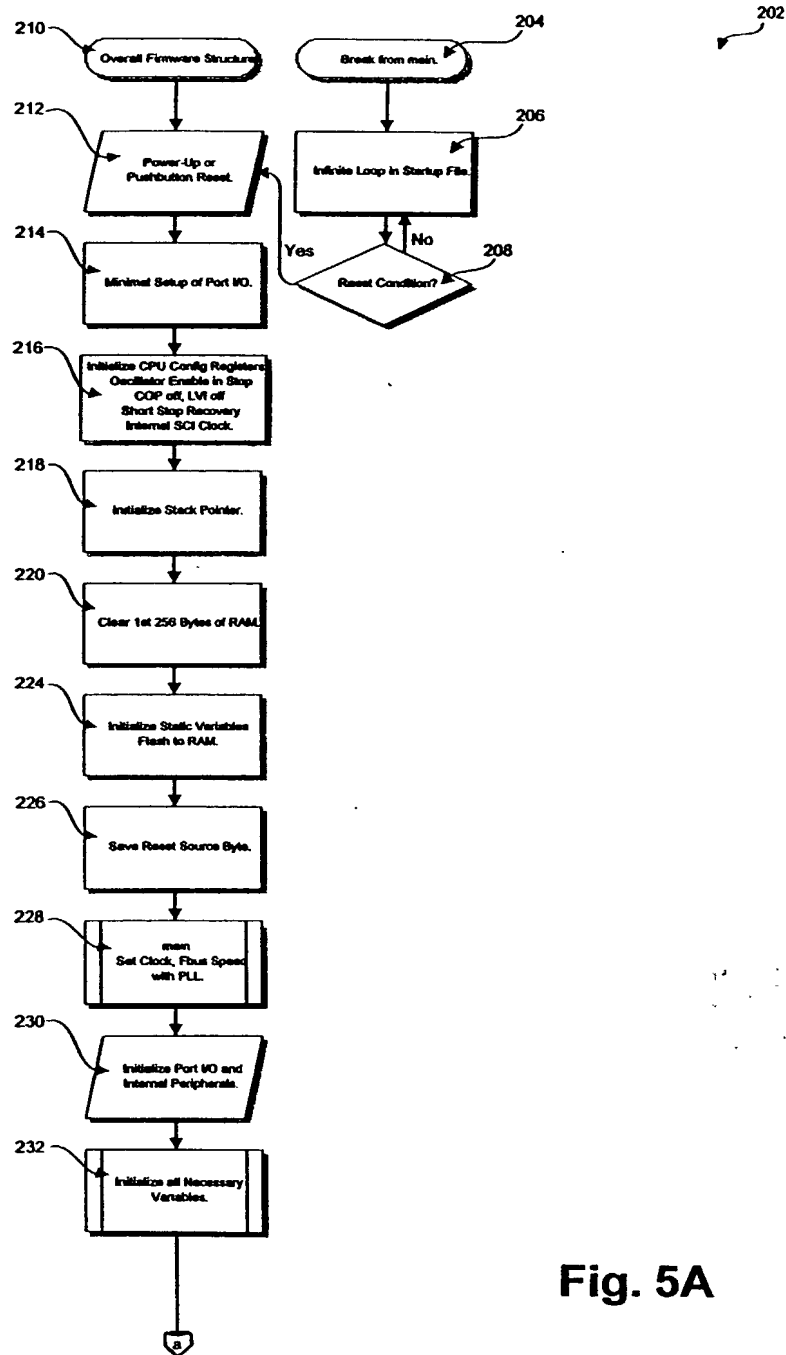 202
210
Overall Firmware Structure
Break from main.
204
212
Power-Up or
Pushbutton Reset.
206
Infinite Loop in Startup File.
Yes
No
208
Reset Condition?
214
Minimal Setup of Port I/O.
216
Initialize CPU Config Registers
Oscillator Enable in Stop
COP off, LVI off
Short Stop Recovery
Internal SCI Clock.
218
Initialize Stack Pointer.
220
Clear 1st 256 Bytes of RAM.
224
Initialize Static Variables
Flash to RAM.
226
Save Reset Source Byte.
228
main
Set Clock, Fbus Speed
with PLL.
230
Initialize Port I/O and
Internal Peripherals.
232
Initialize all Necessary
Variables.
Fig. 5A
a